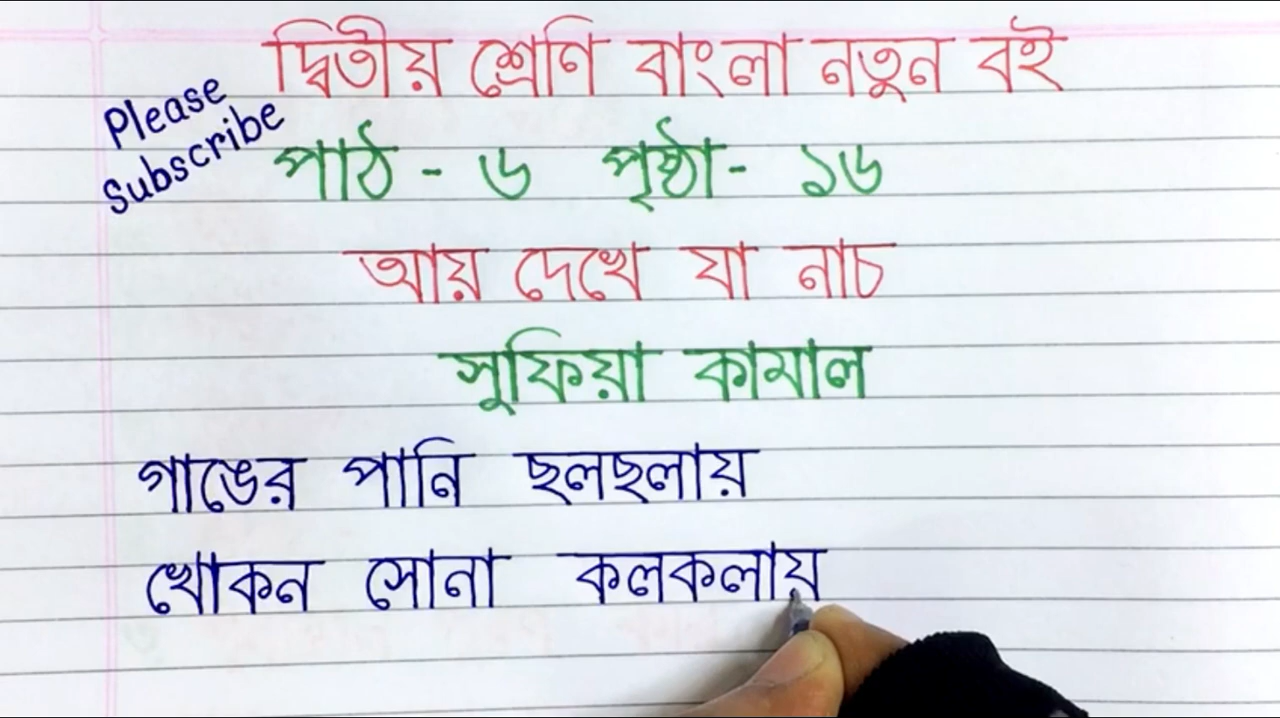 দ্বিতীয় শ্রেণি বাংলা নতুন বই
Please
Subscribe
পাঠ - ৬ পৃষ্ঠা- ১৬
আয় দেখে যা নাচ
সুফিয়া কামাল
গাঙের পানি ছলছলায়
খোকন সোনা কলকলায